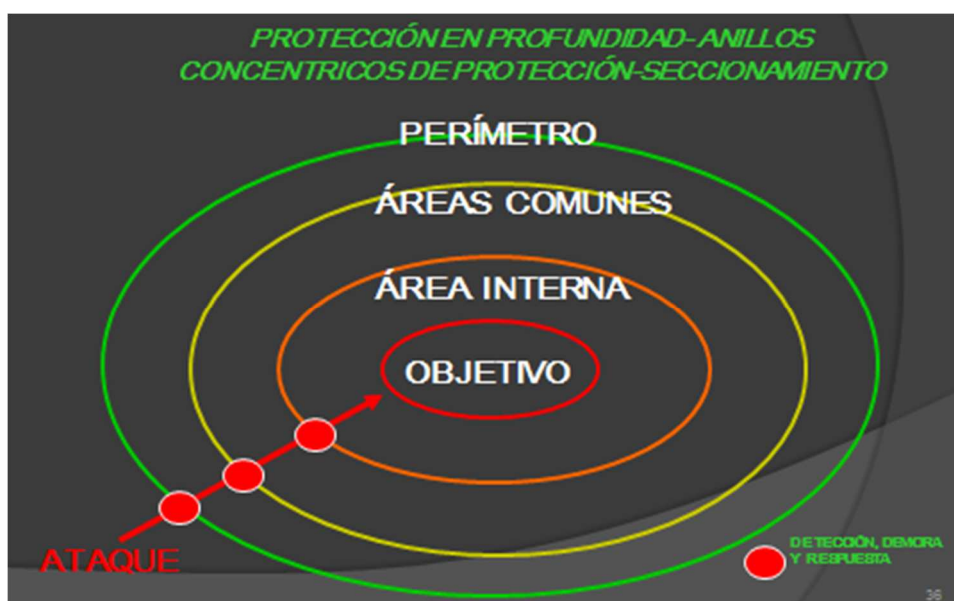 PROTECCIÓN EN PROFUNDIDAD-ANILLOS
CONCENTRICOS DE PROTECCIÓN-SECCIONAMIENTO
PERÍMETRO
ÁREAS COMUNES
ÁREA INTERNA
OBJETIVO
ATAQUE
DETECCIÓN, DEMORA
Y RESPUESTA
36